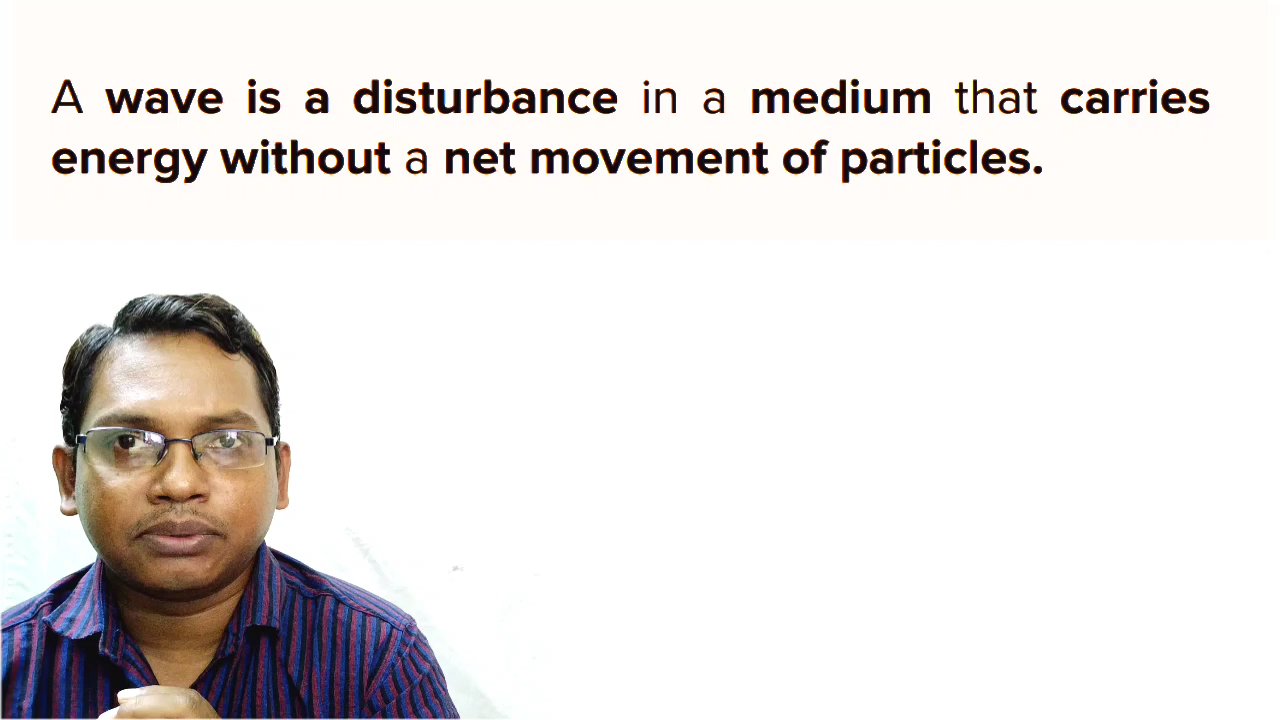 A wave is a disturbance in a medium that carries
energy without a net movement of particles.